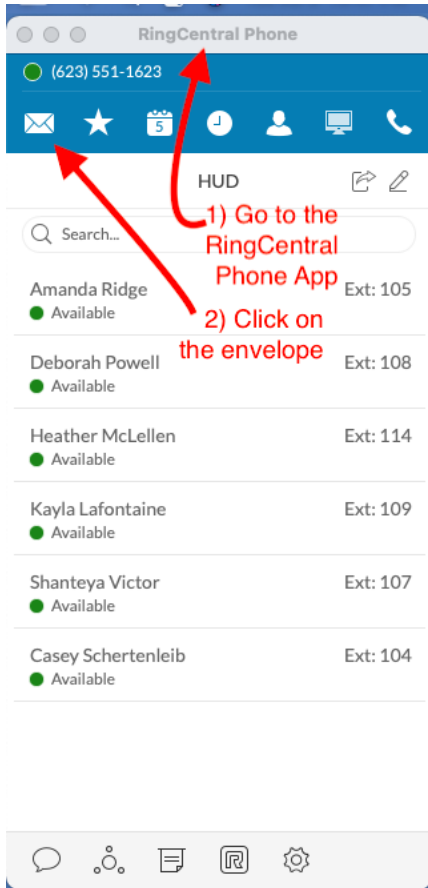 RingCentral Phone
(623) 551-1623
5
HUD
1) Go to the
RingCentral
Phone App
Search...
Amanda Ridge Ext: 105
Available
2) Click on
the envelope
Deborah Powell Ext: 108
Available
Heather McLellen Ext: 114
Available
Kayla Lafontaine Ext: 109
Available
Shanteya Victor Ext: 107
Available
Casey Schertenleib Ext: 104
Available
R